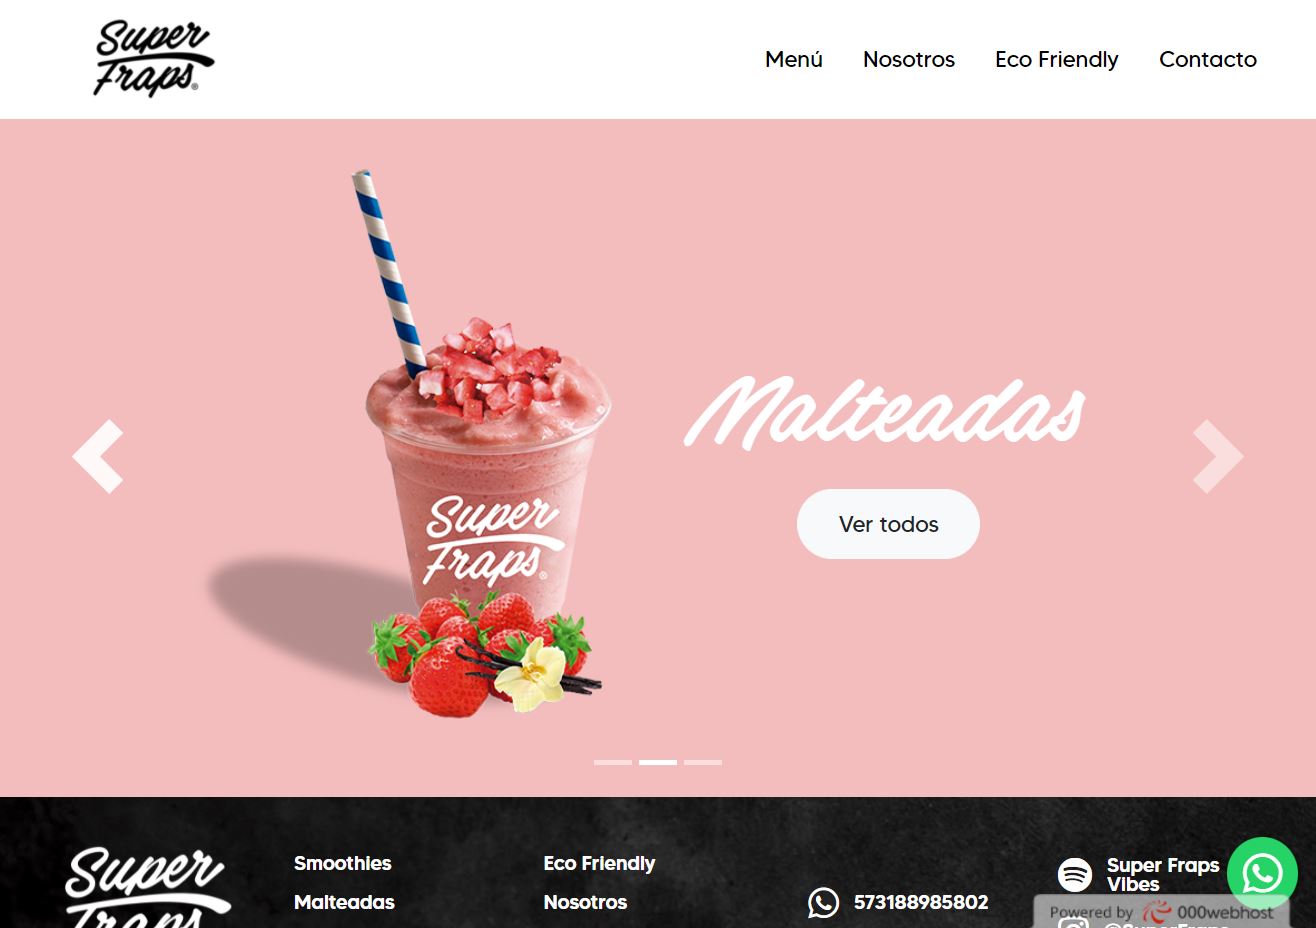 Super
Fraps®
Menú
Nosotros
Eco Friendly
Contacto
Malteadas
Super
Fraps®
Ver todos
Super
Fraps
Smoothies
Malteadas
Eco Friendly
Nosotros
573188985802
Super Fraps
Vibes
@SuperFraps
Powered by 000webhost